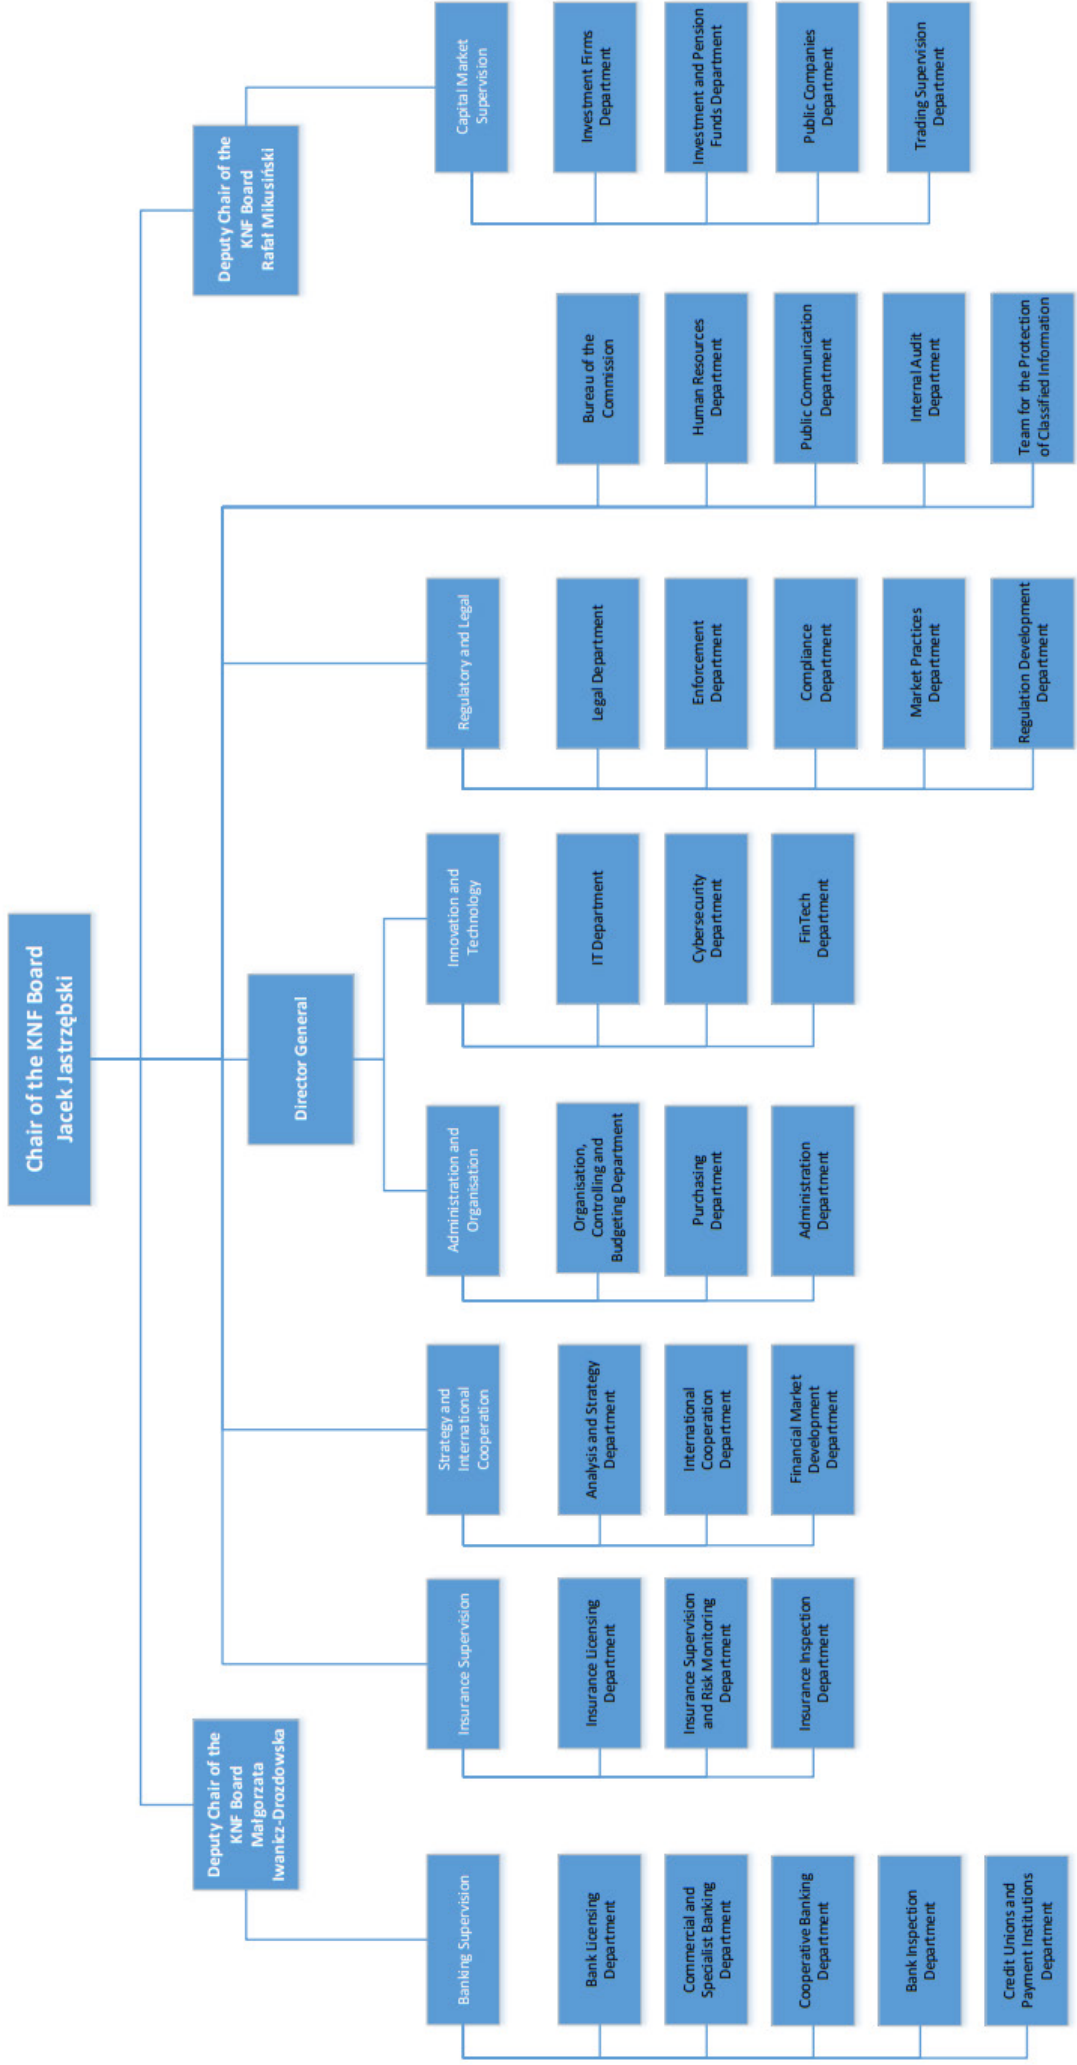 Chair of the KNF Board
Jacek Jastrzębski
Deputy Chair of the
KNF Board
Małgorzata
Iwanicz-Drozdowska
Director General
Deputy Chair of the
KNF Board
Rafał Mikusiński
Banking Supervision
Bank Licensing
Department
Commercial and
Specialist Banking
Department
Cooperative Banking
Department
Bank Inspection
Department
Credit Unions and
Payment Institutions
Department
Insurance Supervision
Insurance Licensing
Department
Insurance Supervision
and Risk Monitoring
Department
Insurance Inspection
Department
Strategy and
International
Cooperation
Analysis and Strategy
Department
International
Cooperation
Department
Financial Market
Development
Department
Administration and
Organisation
Organisation,
Controlling and
Budgeting Department
Purchasing
Department
Administration
Department
Innovation and
Technology
IT Department
Cybersecurity
Department
FinTech
Department
Regulatory and Legal
Legal Department
Enforcement
Department
Compliance
Department
Market Practices
Department
Regulation Development
Department
Bureau of the
Commission
Human Resources
Department
Public Communication
Department
Internal Audit
Department
Team for the Protection
of Classified Information
Capital Market
Supervision
Investment Firms
Department
Investment and Pension
Funds Department
Public Companies
Department
Trading Supervision
Department